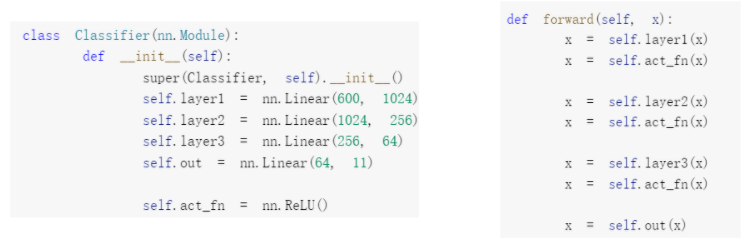 class Classifier(nn.Module):
def __init__(self):
super(Classifier, self).__init__()
self.layer1 = nn.Linear(600, 1024)
self.layer2 = nn.Linear(1024, 256)
self.layer3 = nn.Linear(256, 64)
self.out = nn.Linear(64, 11)
self.act_fn = nn.ReLU()
def forward(self, x):
x = self.layer1(x)
x = self.act_fn(x)
x = self.layer2(x)
x = self.act_fn(x)
x = self.layer3(x)
x = self.act_fn(x)
x = self.out(x)